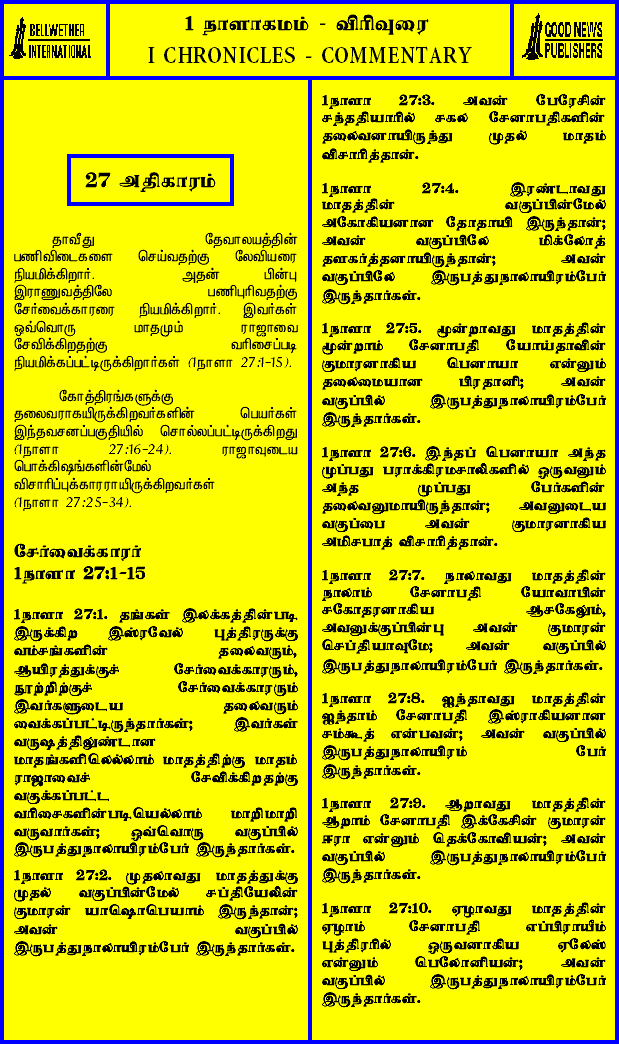 BELLWETHER
INTERNATIONAL
1 நாளாகமம் - விரிவுரை
I CHRONICLES - COMMENTARY
GOOD NEWS
PUBLISHERS
27 அதிகாரம்
தாவீது தேவாலயத்தின்
பணிவிடைகளை செய்வதற்கு லேவியரை
நியமிக்கிறார். அதன் பின்பு
இராணுவத்திலே பணிபுரிவதற்கு
சேர்வைக்காரரை நியமிக்கிறார். இவர்கள்
ஒவ்வொரு மாதமும் ராஜாவை
சேவிக்கிறதற்கு வரிசைப்படி
நியமிக்கப்பட்டிருக்கிறார்கள் (1நாளா 27:1-15).
கோத்திரங்களுக்கு
தலைவராகயிருக்கிறவர்களின் பெயர்கள்
இந்தவசனப்பகுதியில் சொல்லப்பட்டிருக்கிறது
(1நாளா 27:16-24). ராஜாவுடைய
பொக்கிஷங்களின்மேல்
விசாரிப்புக்காரராயிருக்கிறவர்கள்
(1நாளா 27:25-34).
சேர்வைக்காரர்
1நாளா 27:1-15
1நாளா 27:1. தங்கள் இலக்கத்தின்படி
இருக்கிற இஸ்ரவேல் புத்திரருக்கு
வம்சங்களின் தலைவரும்,
ஆயிரத்துக்குச் சேர்வைக்காரரும்,
நூற்றிற்குச் சேர்வைக்காரரும்
இவர்களுடைய தலைவரும்
வைக்கப்பட்டிருந்தார்கள்; இவர்கள்
வருஷத்திலுண்டான
மாதங்களிலெல்லாம் மாதத்திற்கு மாதம்
ராஜாவைச் சேவிக்கிறதற்கு
வகுக்கப்பட்ட
வரிசைகளின்படியெல்லாம் மாறிமாறி
வருவார்கள்; ஒவ்வொரு வகுப்பில்
இருபத்துநாலாயிரம்பேர் இருந்தார்கள்.
1நாளா 27:2. முதலாவது மாதத்துக்கு
முதல் வகுப்பின்மேல் சப்தியேலின்
குமாரன் யாஷொபெயாம் இருந்தான்;
அவன் வகுப்பில்
இருபத்துநாலாயிரம்பேர் இருந்தார்கள்.
1நாளா 27:3. அவன் பேரேசின்
சந்ததியாரில் சகல சேனாபதிகளின்
தலைவனாயிருந்து முதல் மாதம்
விசாரித்தான்.
1நாளா 27:4. இரண்டாவது
மாதத்தின் வகுப்பின்மேல்
அகோகியனான தோதாயி இருந்தான்;
அவன் வகுப்பிலே மிக்லோத்
தளகர்த்தனாயிருந்தான்; அவன்
வகுப்பிலே இருபத்துநாலாயிரம்பேர்
இருந்தார்கள்.
1நாளா 27:5. மூன்றாவது மாதத்தின்
மூன்றாம் சேனாபதி யோய்தாவின்
குமாரனாகிய பெனாயா என்னும்
தலைமையான பிரதானி; அவன்
வகுப்பில் இருபத்துநாலாயிரம்பேர்
இருந்தார்கள்.
1நாளா 27:6. இந்தப் பெனாயா அந்த
முப்பது பராக்கிரமசாலிகளில் ஒருவனும்
அந்த முப்பது பேர்களின்
தலைவனுமாயிருந்தான்; அவனுடைய
வகுப்பை அவன் குமாரனாகிய
அமிசபாத் விசாரித்தான்.
1நாளா 27:7. நாலாவது மாதத்தின்
நாலாம் சேனாபதி யோவாபின்
சகோதரனாகிய ஆசகேலும்,
அவனுக்குப்பின்பு அவன் குமாரன்
செப்தியாவுமே; அவன் வகுப்பில்
இருபத்துநாலாயிரம்பேர் இருந்தார்கள்.
1நாளா 27:8. ஐந்தாவது மாதத்தின்
ஐந்தாம் சேனாபதி இஸ்ராகியனான
சம்கூத் என்பவன்; அவன் வகுப்பில்
இருபத்துநாலாயிரம் பேர்
இருந்தார்கள்.
1நாளா 27:9. ஆறாவது மாதத்தின்
ஆறாம் சேனாபதி இக்கேசின் குமாரன்
ஈரா என்னும் தெக்கோவியன்; அவன்
வகுப்பில் இருபத்துநாலாயிரம்பேர்
இருந்தார்கள்.
1நாளா 27:10. ஏழாவது மாதத்தின்
ஏழாம் சேனாபதி எப்பிராயீம்
புத்திரரில் ஒருவனாகிய ஏலேஸ்
என்னும் பெலோனியன்; அவன்
வகுப்பில் இருபத்துநாலாயிரம்பேர்
இருந்தார்கள்.